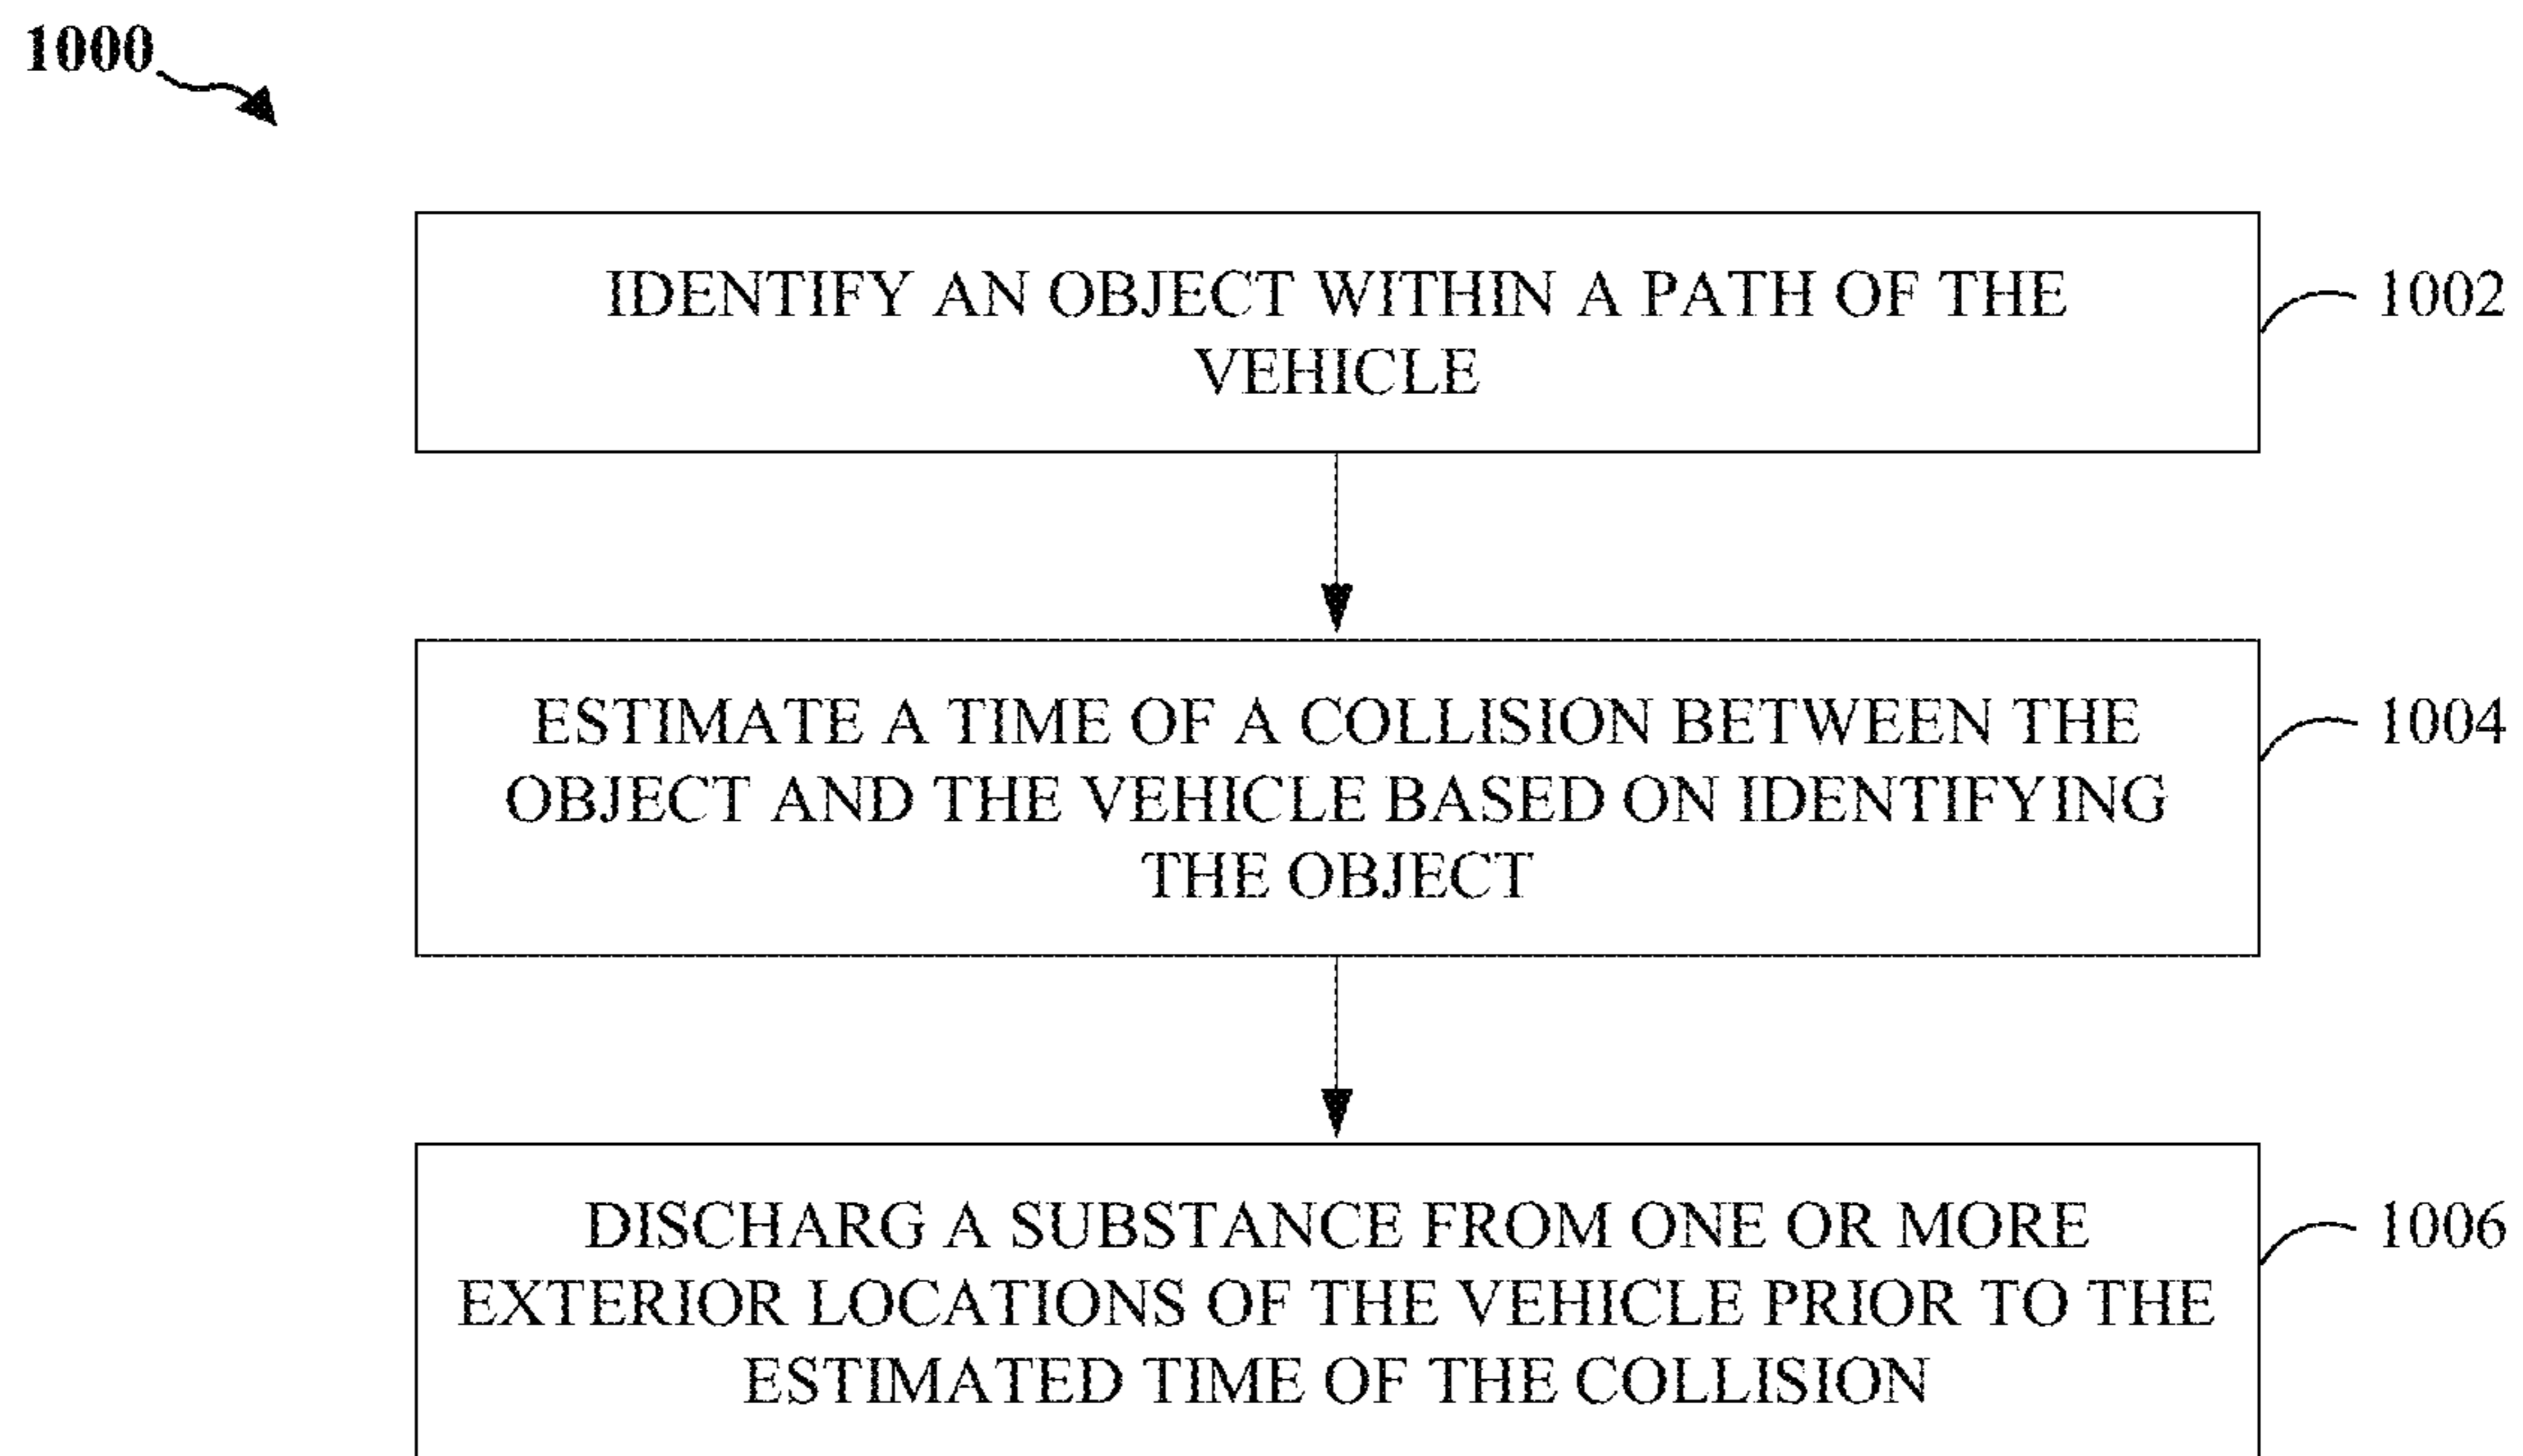 1000
IDENTIFY AN OBJECT WITHIN A PATH OF THE
VEHICLE
1002
ESTIMATE A TIME OF A COLLISION BETWEEN THE
OBJECT AND THE VEHICLE BASED ON IDENTIFYING
THE OBJECT
1004
DISCHARG A SUBSTANCE FROM ONE OR MORE
EXTERIOR LOCATIONS OF THE VEHICLE PRIOR TO THE
ESTIMATED TIME OF THE COLLISION
1006